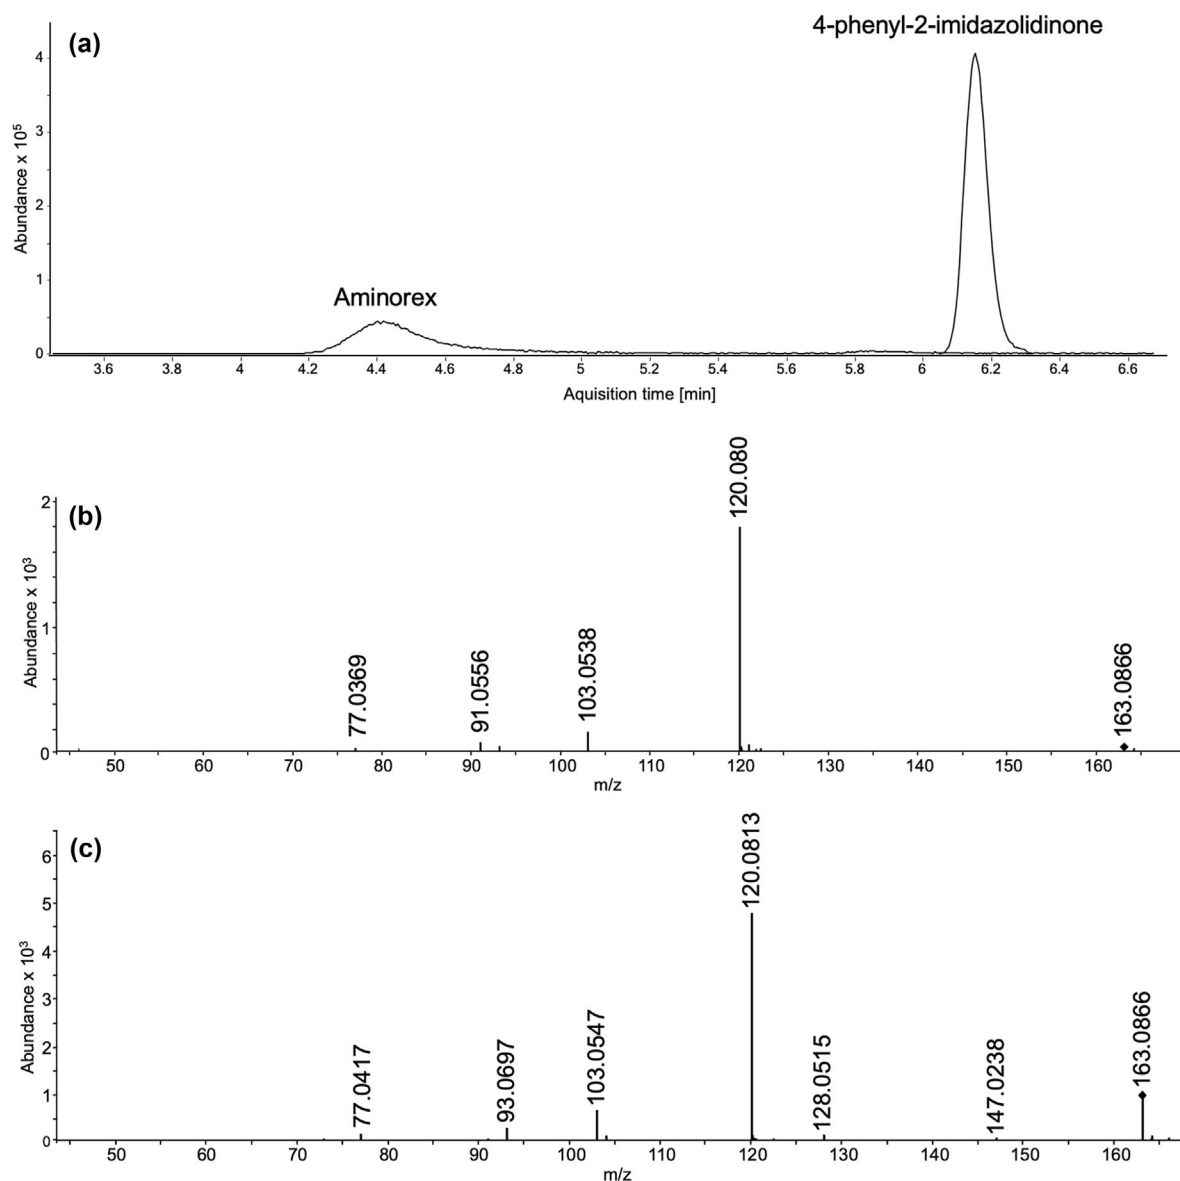 4-phenyl-2-imidazolidinone
(a)
Abundance x 10⁵
4
3
2
1
0
Aminorex
3.6 3.8 4 4.2 4.4 4.6 4.8 5 5.2 5.4 5.6 5.8 6 6.2 6.4 6.6
Aquisition time [min]
(b)
Abundance x 10³
2
1
0
77.0369
91.0556
103.0538
120.080
163.0866
50 60 70 80 90 100 110 120 130 140 150 160
m/z
(c)
Abundance x 10³
6
5
4
3
2
1
0
77.0417
93.0697
103.0547
120.0813
128.0515
147.0238
163.0866
50 60 70 80 90 100 110 120 130 140 150 160
m/z